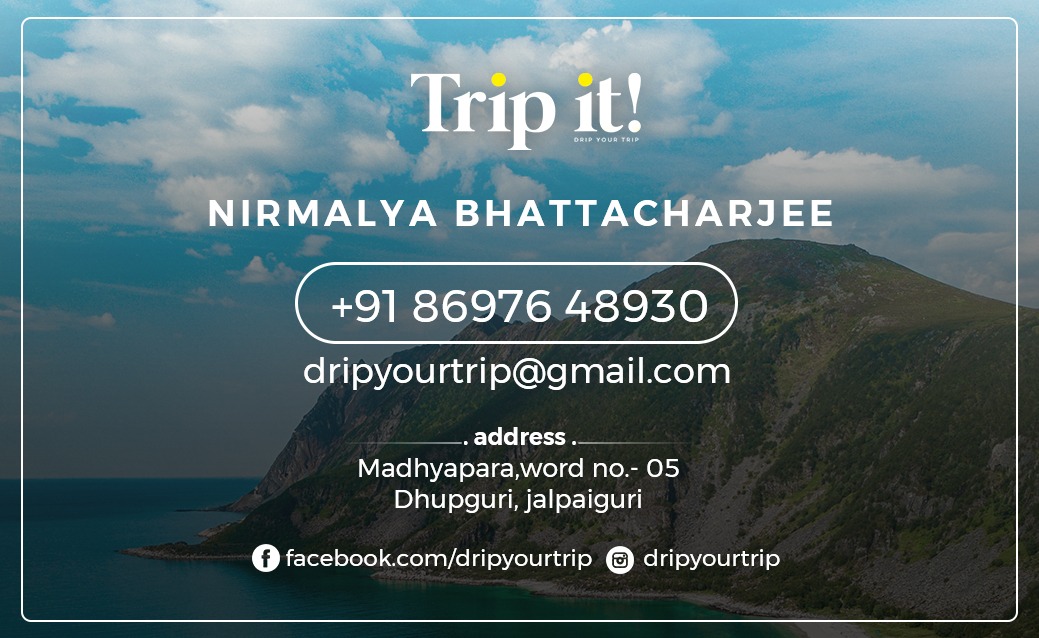 Trip it!
DRIP YOUR TRIP
NIRMALYA BHATTACHARJEE
+91 86976 48930
dripyourtrip@gmail.com
. address .
Madhyapara,word no.- 05
Dhupguri, jalpaiguri
facebook.com/dripyourtrip dripyourtrip